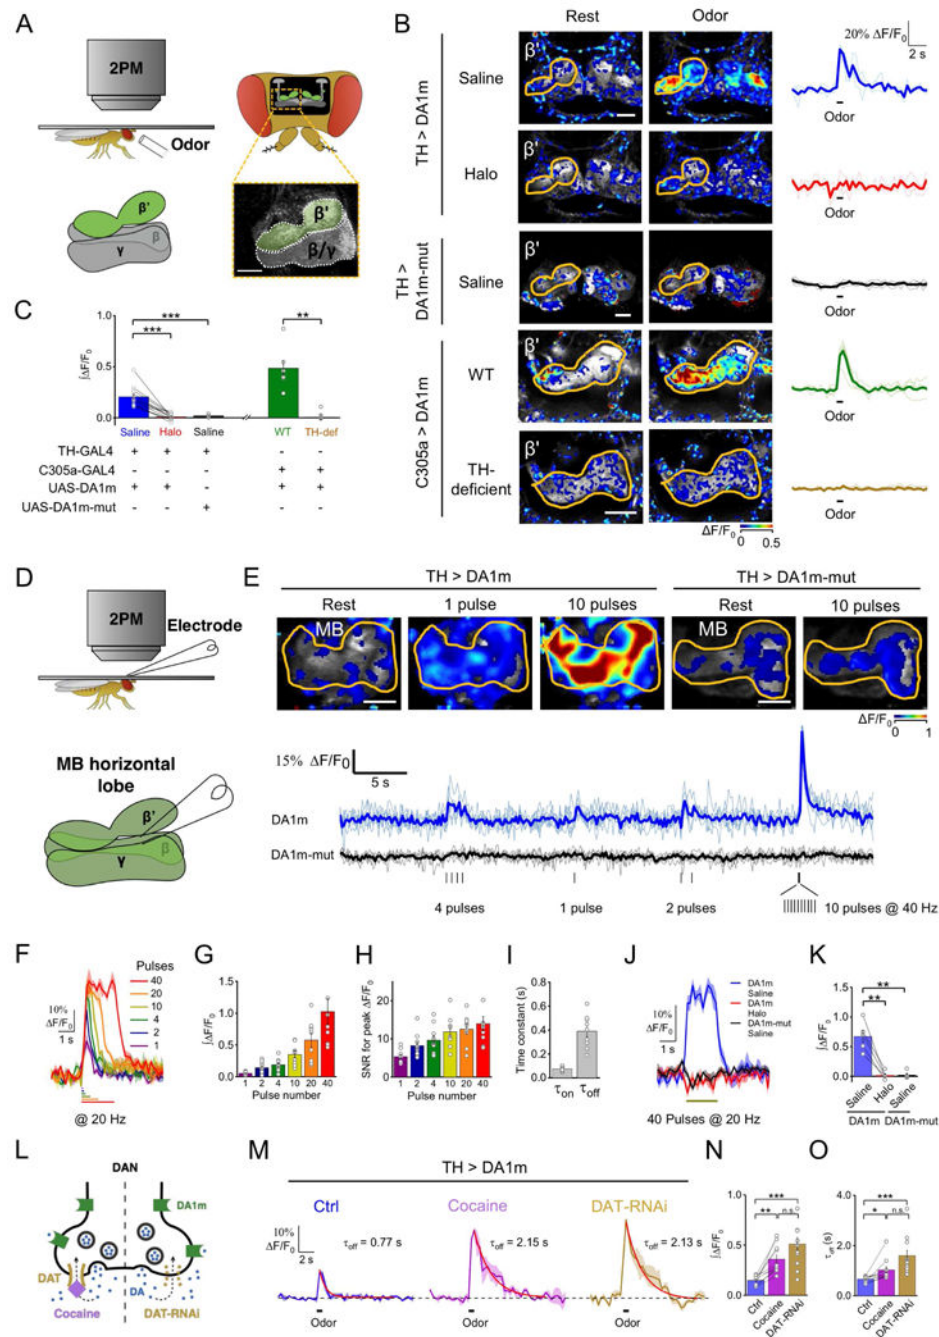 A
2PM
Odor
β'
γ
β
β'
β/γ
B
Rest
Odor
20% ΔF/F0
2 s
TH > DA1m
Saline
β'
Odor
Halo
β'
Odor
TH >
DA1m-mut
Saline
β'
Odor
C305a > DA1m
WT
β'
Odor
TH-
deficient
β'
Odor
ΔF/F0
0 0.5
C
∫ΔF/F0
1.0
0.5
0.0
*** *** **
Saline Halo Saline WT TH-def
TH-GAL4 + + + - -
C305a-GAL4 - - - + +
UAS-DA1m + + - + +
UAS-DA1m-mut - - + - -
D
2PM
Electrode
MB horizontal
lobe
β'
β
γ
E
TH > DA1m TH > DA1m-mut
Rest 1 pulse 10 pulses Rest 10 pulses
MB MB
ΔF/F0
0 1
15% ΔF/F0
5 s
DA1m
DA1m-mut
4 pulses 1 pulse 2 pulses 10 pulses @ 40 Hz
F
Pulses
40
20
10
4
2
1
10%
ΔF/F0
1 s
@ 20 Hz
G
∫ΔF/F0
1.5
1.0
0.5
0.0
1 2 4 10 20 40
Pulse number
H
SNR for peak ΔF/F0
30
20
10
0
1 2 4 10 20 40
Pulse number
I
Time constant (s)
0.8
0.6
0.4
0.2
0.0
τon τoff
J
10%
ΔF/F0
1 s
DA1m
Saline
DA1m
Halo
DA1m-mut
Saline
40 Pulses @ 20 Hz
K
∫ΔF/F0
1.5
1.0
0.5
0.0
**
**
Saline Halo Saline
DA1m DA1m-mut
L
DAN
DA1m
DAT
DA
Cocaine DAT-RNAi
M
TH > DA1m
Ctrl Cocaine DAT-RNAi
10%
ΔF/F0
2 s
τoff = 0.77 s τoff = 2.15 s τoff = 2.13 s
Odor Odor Odor
N
∫ΔF/F0
1.0
0.5
0.0
***
** n.s.
Ctrl Cocaine DAT-RNAi
O
τoff (s)
4.0
2.0
0.0
***
* n.s.
Ctrl Cocaine DAT-RNAi